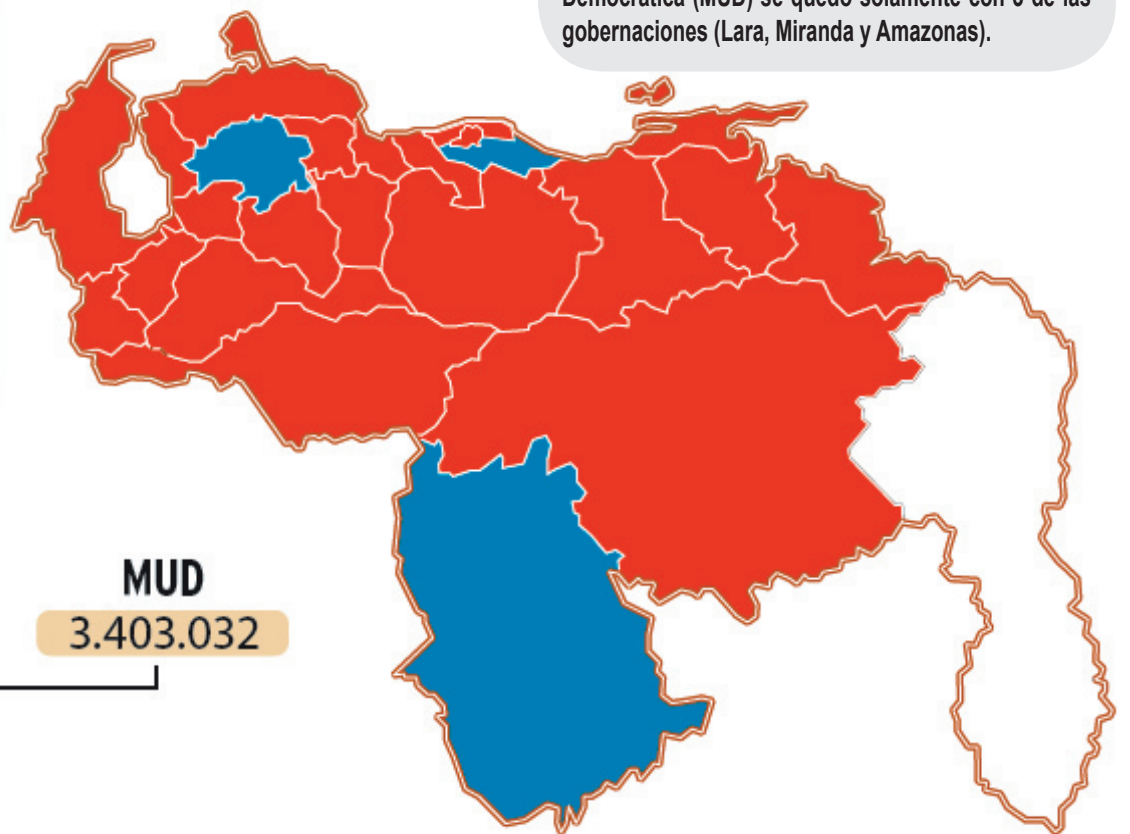 Democrática (MUD) se quedó solamente con 3 de las
gobernaciones (Lara, Miranda y Amazonas).
MUD
3.403.032